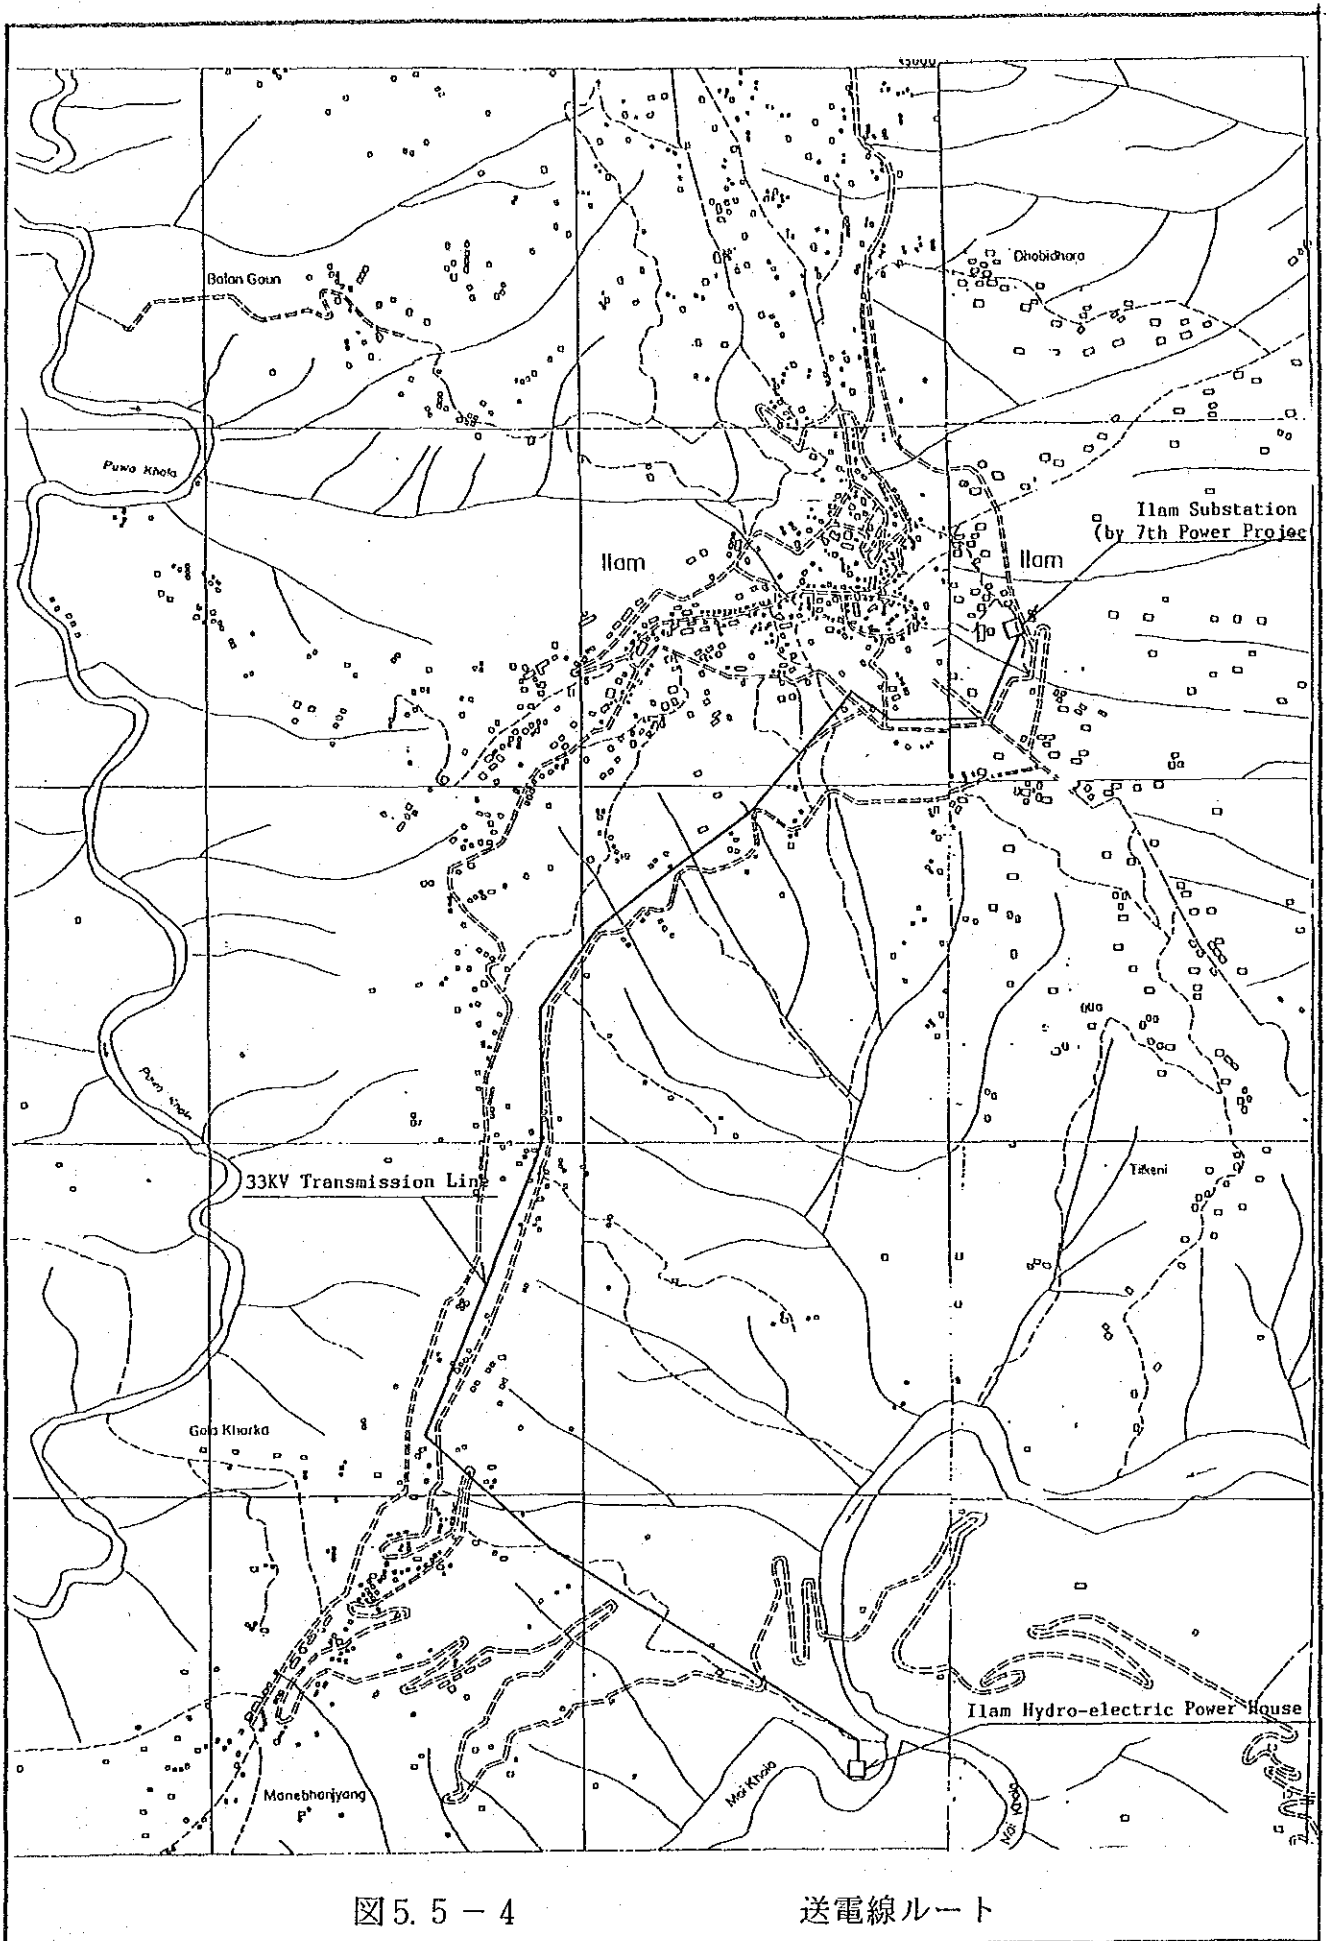 Batan Gaun
Dhobidhara
Puwa Khola
Ilam Substation
(by 7th Power Projec
Ilam
Ilam
Puwa Khola
33KV Transmission Line
Titkeni
Gola Kharka
Ilam Hydro-electric Power House
Mai Khola
Mai Khola
Manebhanjyang
図5.5-4 送電線ルート